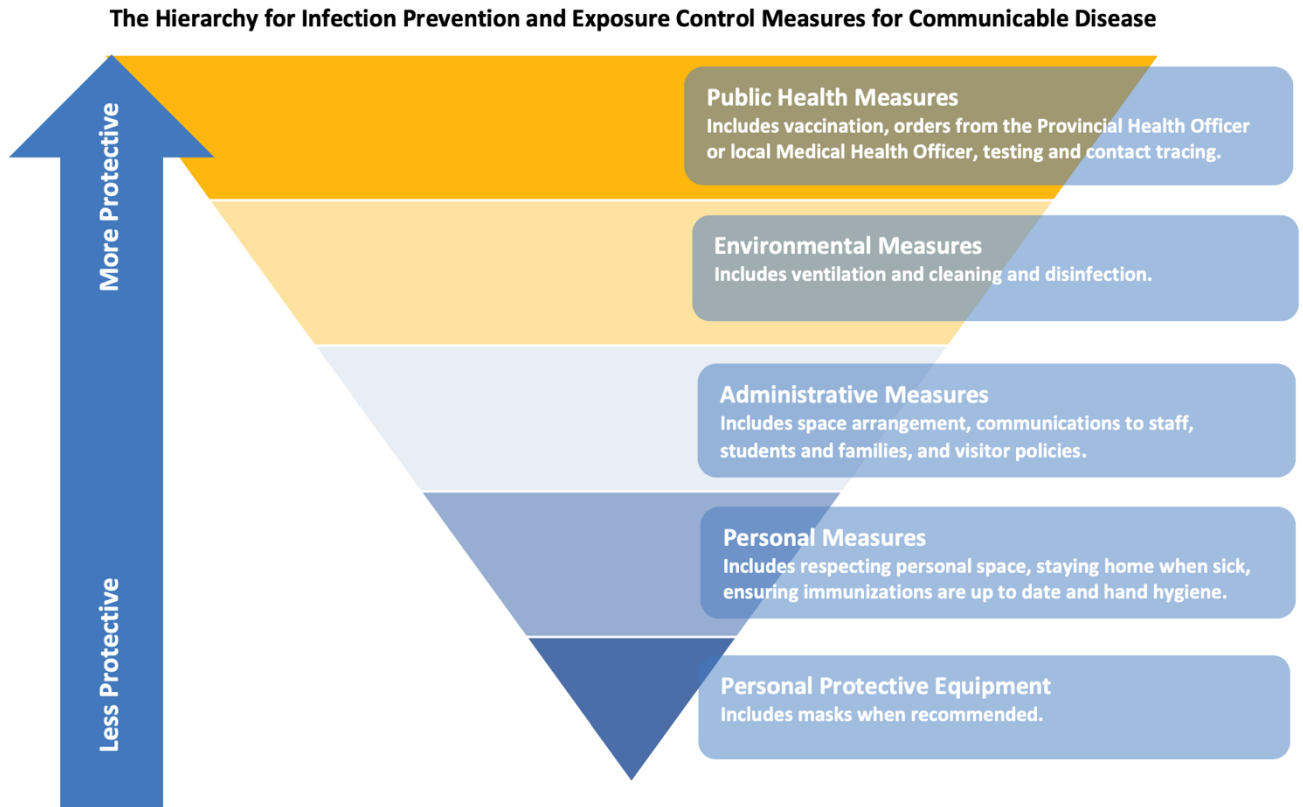 The Hierarchy for Infection Prevention and Exposure Control Measures for Communicable Disease
More Protective
Less Protective
Public Health Measures
Includes vaccination, orders from the Provincial Health Officer
or local Medical Health Officer, testing and contact tracing.
Environmental Measures
Includes ventilation and cleaning and disinfection.
Administrative Measures
Includes space arrangement, communications to staff,
students and families, and visitor policies.
Personal Measures
Includes respecting personal space, staying home when sick,
ensuring immunizations are up to date and hand hygiene.
Personal Protective Equipment
Includes masks when recommended.